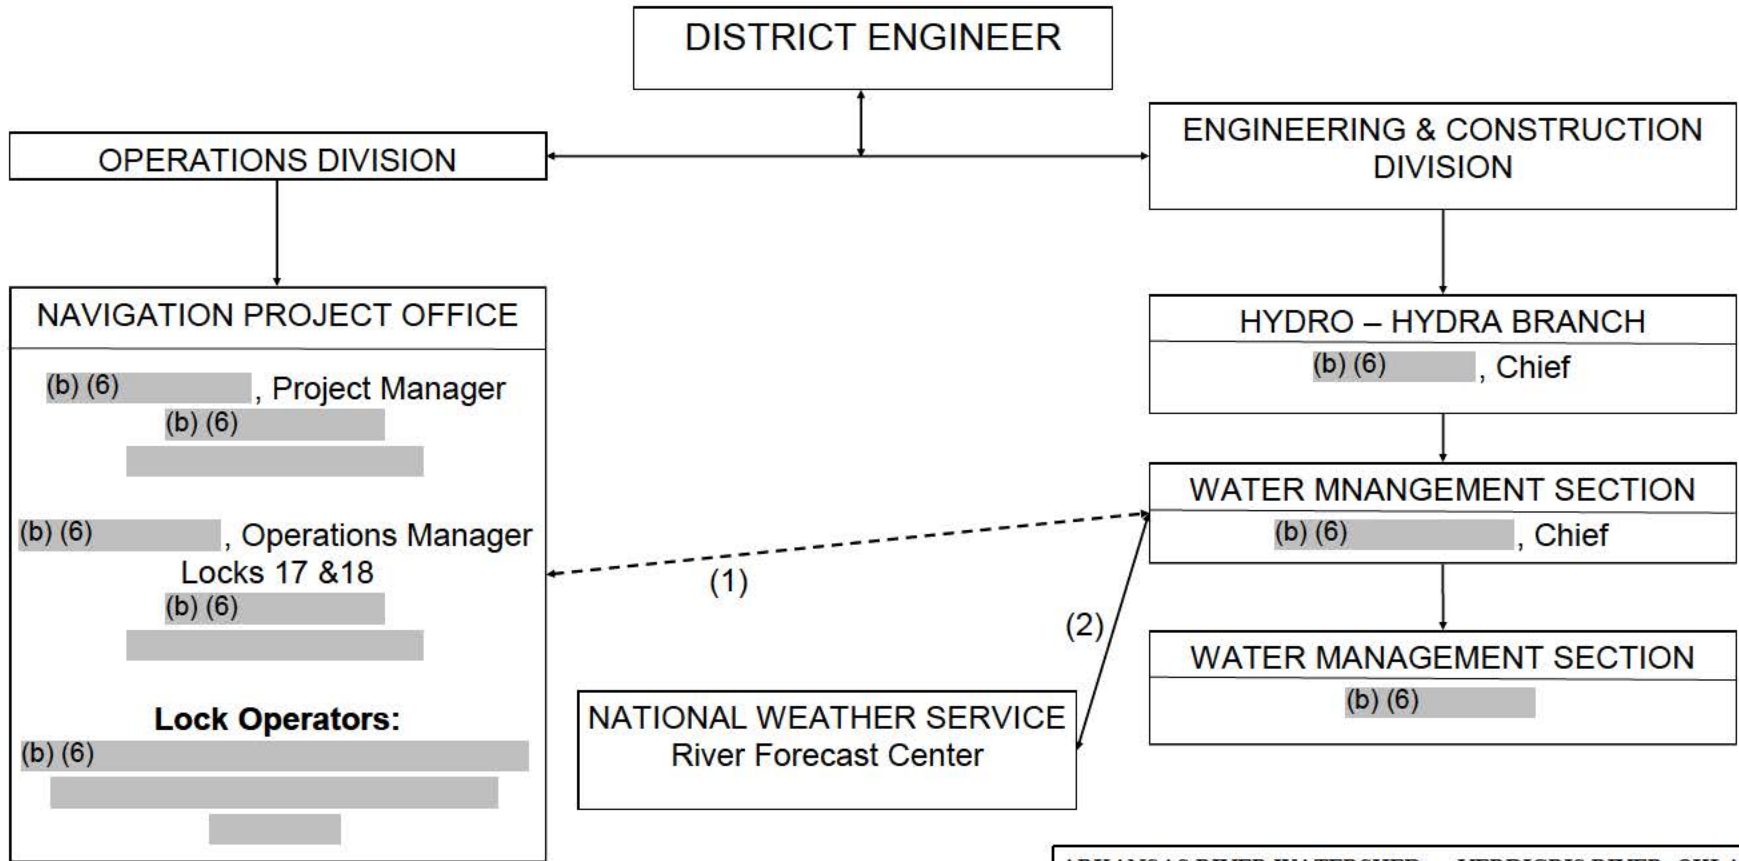 DISTRICT ENGINEER
OPERATIONS DIVISION
ENGINEERING & CONSTRUCTION
DIVISION
NAVIGATION PROJECT OFFICE
(b) (6) , Project Manager
(b) (6)
(b) (6) , Operations Manager
Locks 17 &18
(b) (6)
Lock Operators:
(b) (6)
HYDRO – HYDRA BRANCH
(b) (6) , Chief
WATER MNANGEMENT SECTION
(b) (6) , Chief
WATER MANAGEMENT SECTION
(b) (6)
(1)
(2)
NATIONAL WEATHER SERVICE
River Forecast Center